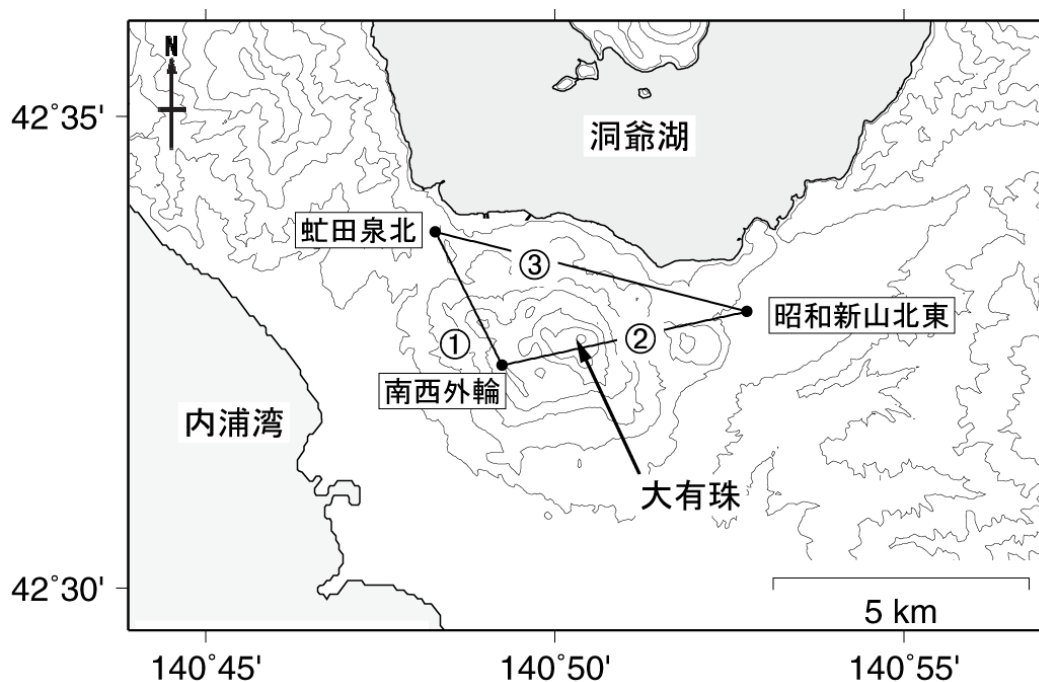 N
42°35'
洞爺湖
虻田泉北
③
昭和新山北東
①
②
南西外輪
内浦湾
大有珠
42°30'
5 km
140°45'
140°50'
140°55'